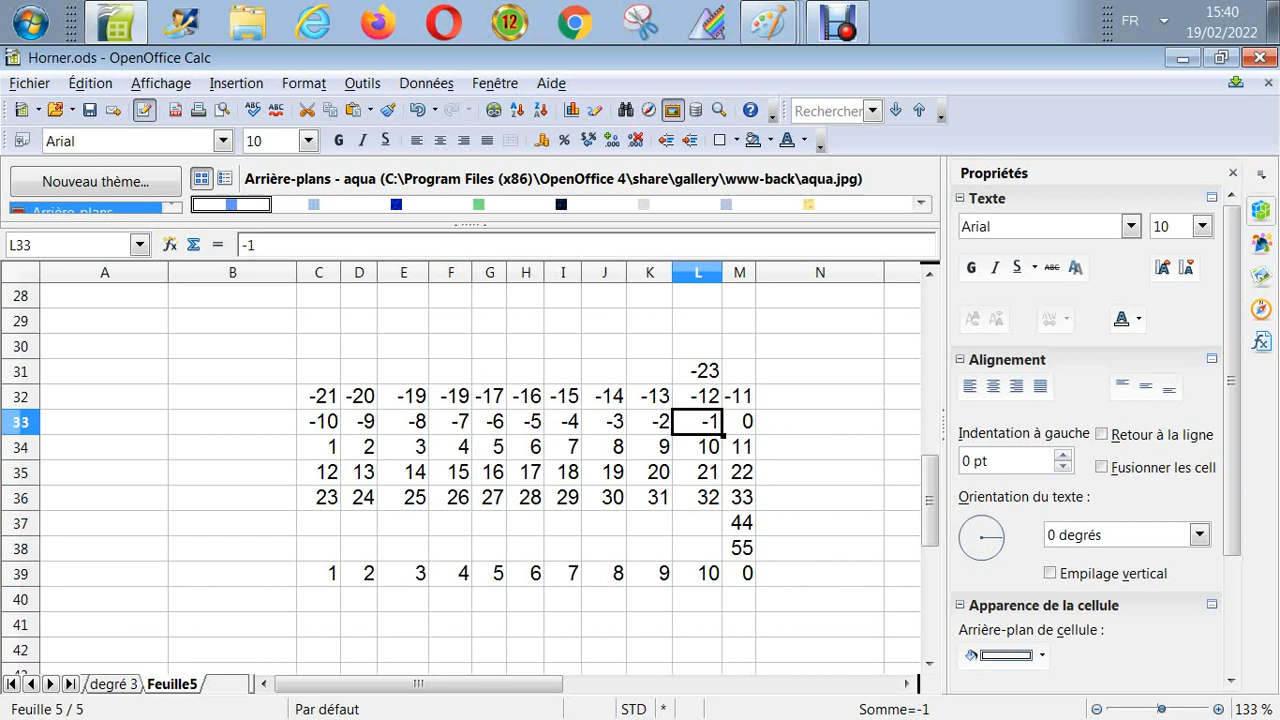 12
FR
15:40
19/02/2022
Horner.ods - OpenOffice Calc
Fichier Édition Affichage Insertion Format Outils Données Fenêtre Aide
Rechercher
Arial 10 G I S
Nouveau thème...
Arrière-plans - aqua (C:\Program Files (x86)\OpenOffice 4\share\gallery\www-back\aqua.jpg)
Arrière-plans
L33 -1
A B C D E F G H I J K L M N
28
29
30
31 -23
32 -21 -20 -19 -19 -17 -16 -15 -14 -13 -12 -11
33 -10 -9 -8 -7 -6 -5 -4 -3 -2 -1 0
34 1 2 3 4 5 6 7 8 9 10 11
35 12 13 14 15 16 17 18 19 20 21 22
36 23 24 25 26 27 28 29 30 31 32 33
37 44
38 55
39 1 2 3 4 5 6 7 8 9 10 0
40
41
42
degré 3 Feuille5
Feuille 5 / 5 Par défaut STD * Somme=-1 133 %
Propriétés
Texte
Arial 10
G I S ABC
Alignement
Indentation à gauche
Retour à la ligne
0 pt
Fusionner les cell
Orientation du texte :
0 degrés
Empilage vertical
Apparence de la cellule
Arrière-plan de cellule :